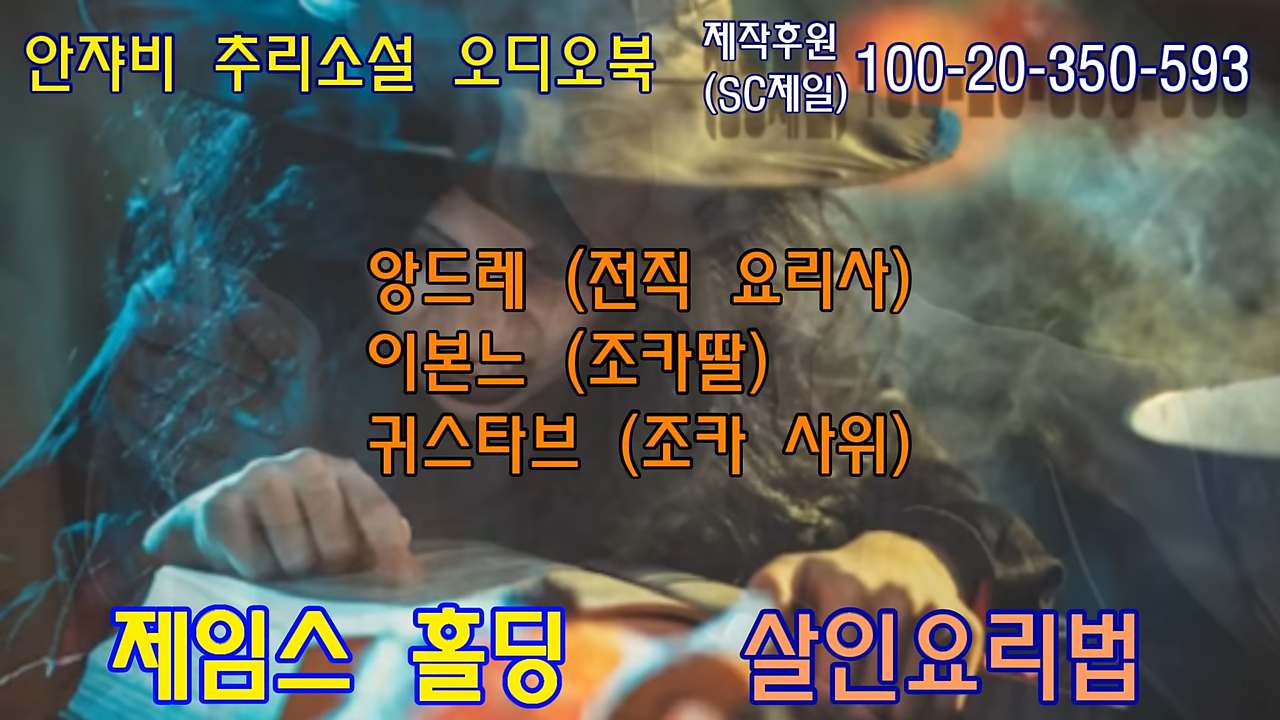 안쟈비 추리소설 오디오북
제작후원
(SC제일)
100-20-350-593
앙드레 (전직 요리사)
이본느 (조카딸)
귀스타브 (조카 사위)
제임스 홀딩
살인요리법